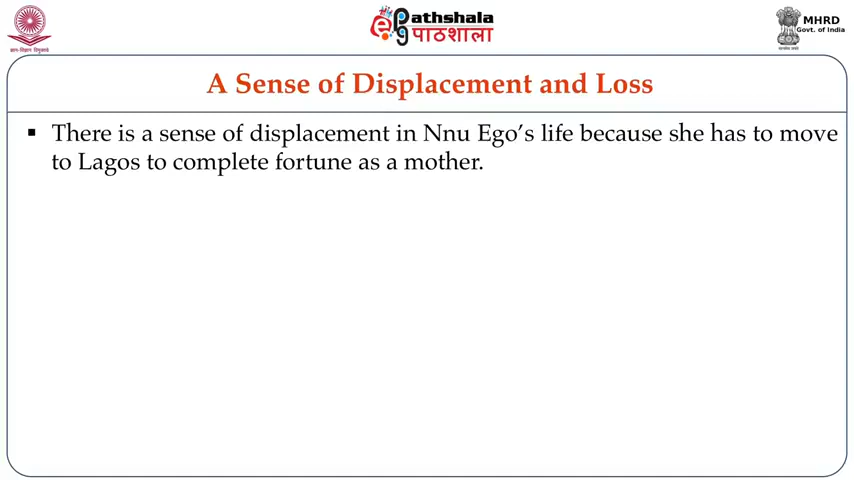 ePgpathshala
पाठशाला
MHRD
Govt. of India
A Sense of Displacement and Loss
There is a sense of displacement in Nnu Ego's life because she has to move
to Lagos to complete fortune as a mother.